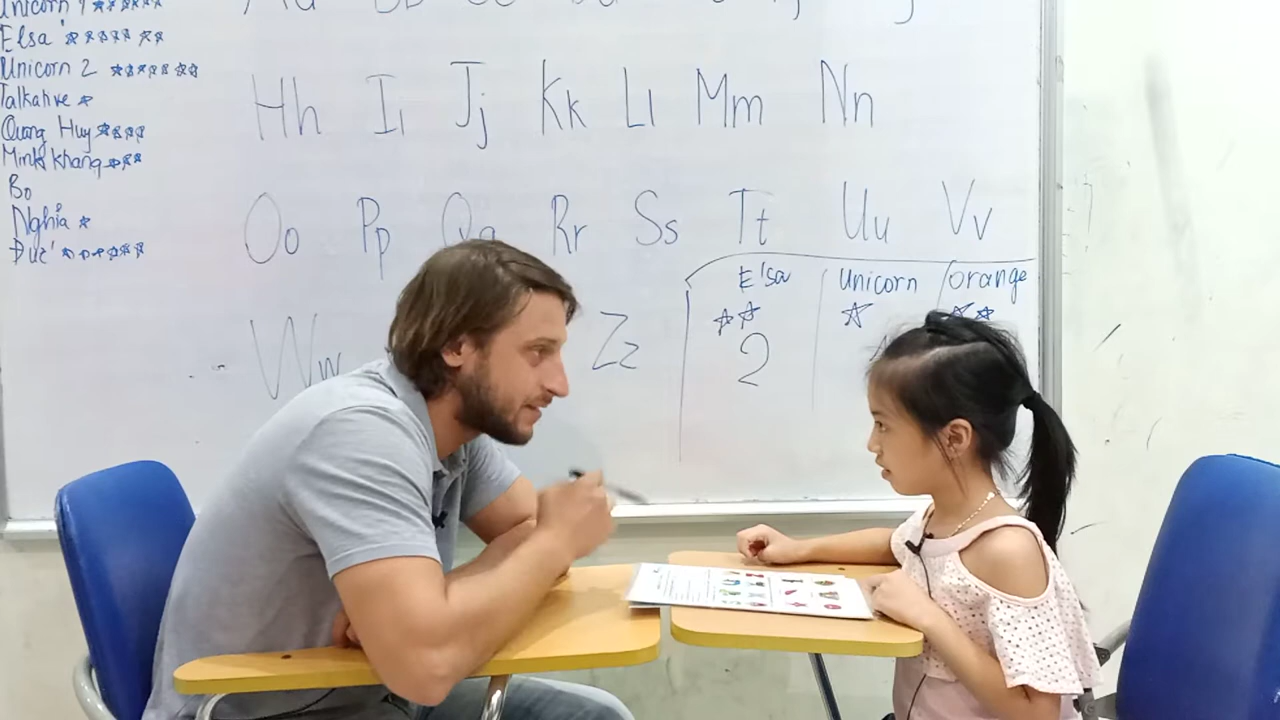 Unicorn 1
Elsa
Unicorn 2
Talkative
Quang Huy
Minh Khang
Bo
Nghĩa
Đức
Hh Ii Jj Kk Ll Mm Nn
Oo Pp Qq Rr Ss Tt Uu Vv
Ww Zz
Elsa Unicorn Orange
2